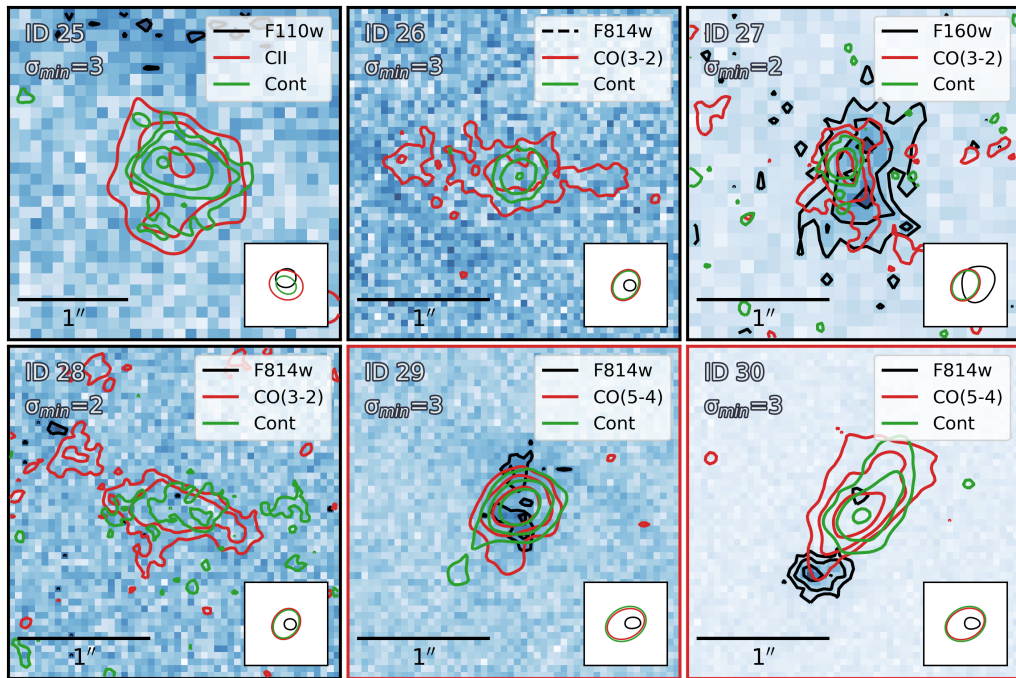 ID 25
σmin=3
F110w
CII
Cont
1″
ID 26
σmin=3
F814w
CO(3-2)
Cont
1″
ID 27
σmin=2
F160w
CO(3-2)
Cont
1″
ID 28
σmin=2
F814w
CO(3-2)
Cont
1″
ID 29
σmin=3
F814w
CO(5-4)
Cont
1″
ID 30
σmin=3
F814w
CO(5-4)
Cont
1″